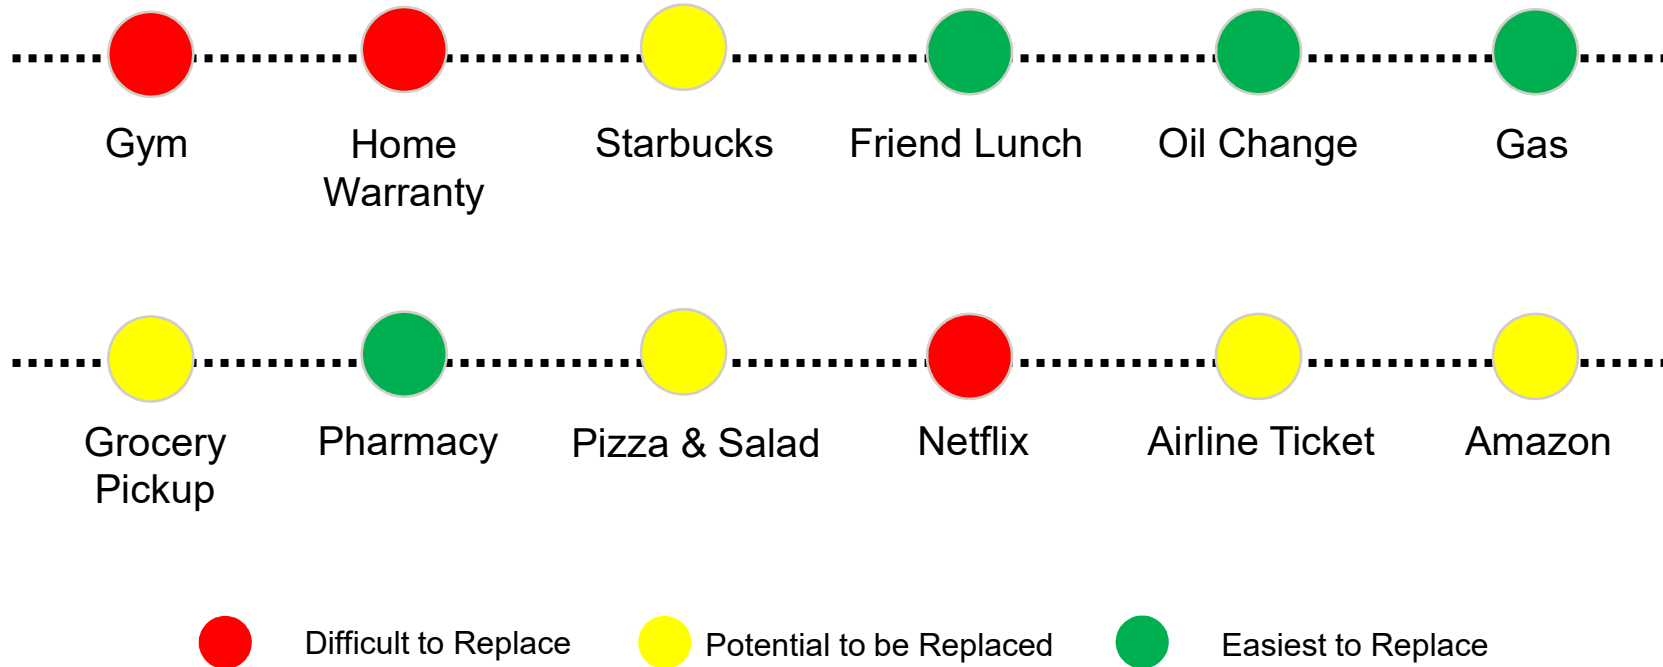 Gym
Home
Warranty
Starbucks
Friend Lunch
Oil Change
Gas
Grocery
Pickup
Pharmacy
Pizza & Salad
Netflix
Airline Ticket
Amazon
Difficult to Replace
Potential to be Replaced
Easiest to Replace